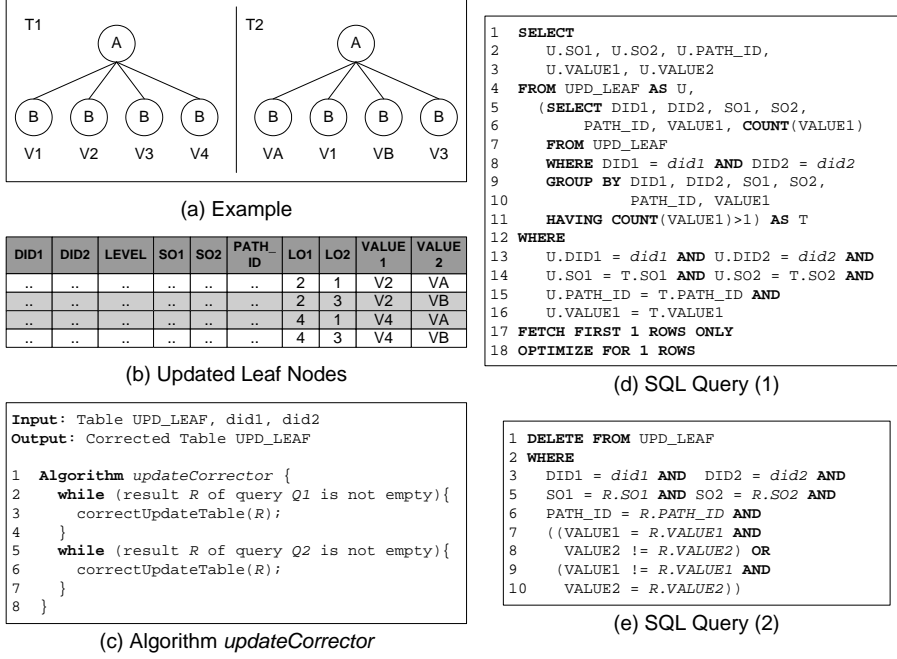 T1
T2
A
A
B B B B
B B B B
V1 V2 V3 V4
VA V1 VB V3
(a) Example
DID1 DID2 LEVEL SO1 SO2 PATH_ID LO1 LO2 VALUE 1 VALUE 2
.. .. .. .. .. .. 2 1 V2 VA
.. .. .. .. .. .. 2 3 V2 VB
.. .. .. .. .. .. 4 1 V4 VA
.. .. .. .. .. .. 4 3 V4 VB
(b) Updated Leaf Nodes
Input: Table UPD_LEAF, did1, did2
Output: Corrected Table UPD_LEAF
1 Algorithm updateCorrector {
2 while (result R of query Q1 is not empty){
3 correctUpdateTable(R);
4 }
5 while (result R of query Q2 is not empty){
6 correctUpdateTable(R);
7 }
8 }
(c) Algorithm updateCorrector
1 SELECT
2 U.SO1, U.SO2, U.PATH_ID,
3 U.VALUE1, U.VALUE2
4 FROM UPD_LEAF AS U,
5 (SELECT DID1, DID2, SO1, SO2,
6 PATH_ID, VALUE1, COUNT(VALUE1)
7 FROM UPD_LEAF
8 WHERE DID1 = did1 AND DID2 = did2
9 GROUP BY DID1, DID2, SO1, SO2,
10 PATH_ID, VALUE1
11 HAVING COUNT(VALUE1)>1) AS T
12 WHERE
13 U.DID1 = did1 AND U.DID2 = did2 AND
14 U.SO1 = T.SO1 AND U.SO2 = T.SO2 AND
15 U.PATH_ID = T.PATH_ID AND
16 U.VALUE1 = T.VALUE1
17 FETCH FIRST 1 ROWS ONLY
18 OPTIMIZE FOR 1 ROWS
(d) SQL Query (1)
1 DELETE FROM UPD_LEAF
2 WHERE
3 DID1 = did1 AND DID2 = did2 AND
5 SO1 = R.SO1 AND SO2 = R.SO2 AND
6 PATH_ID = R.PATH_ID AND
7 ((VALUE1 = R.VALUE1 AND
8 VALUE2 != R.VALUE2) OR
9 (VALUE1 != R.VALUE1 AND
10 VALUE2 = R.VALUE2))
(e) SQL Query (2)